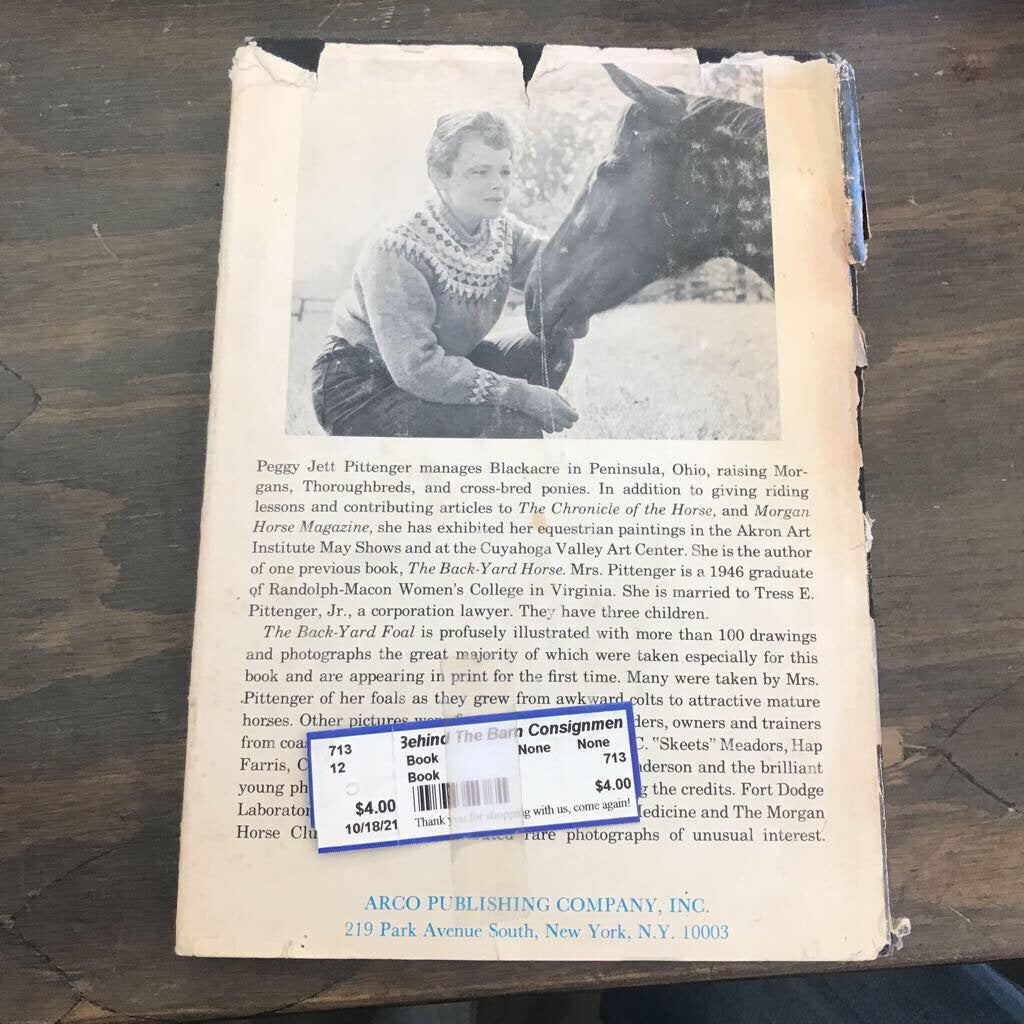 Peggy Jett Pittenger manages Blackacre in Peninsula, Ohio, raising Mor-
gans, Thoroughbreds, and cross-bred ponies. In addition to giving riding
lessons and contributing articles to The Chronicle of the Horse, and Morgan
Horse Magazine, she has exhibited her equestrian paintings in the Akron Art
Institute May Shows and at the Cuyahoga Valley Art Center. She is the author
of one previous book, The Back-Yard Horse. Mrs. Pittenger is a 1946 graduate
of Randolph-Macon Women's College in Virginia. She is married to Tress E.
Pittenger, Jr., a corporation lawyer. They have three children.
The Back-Yard Foal is profusely illustrated with more than 100 drawings
and photographs the great majority of which were taken especially for this
book and are appearing in print for the first time. Many were taken by Mrs.
Pittenger of her foals as they grew from awkward colts to attractive mature
horses. Other pictures ders, owners and trainers
from coa C. "Skeets" Meadors, Hap
Farris, C nderson and the brilliant
young ph g the credits. Fort Dodge
Laborator Medicine and The Morgan
Horse Clu rare photographs of unusual interest.
713
12
$4.00
10/18/21
Behind The Barn Consignmen
Book None None
Book 713
$4.00
Thank you for shopping with us, come again!
ARCO PUBLISHING COMPANY, INC.
219 Park Avenue South, New York, N.Y. 10003